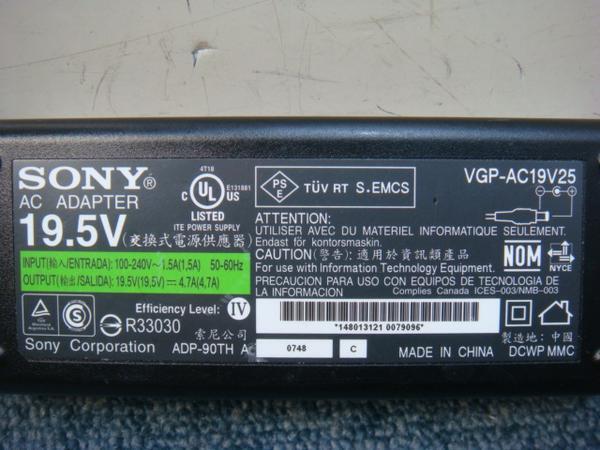 SONY®
AC ADAPTER
19.5V (交換式電源供應器)
INPUT(輸入/ENTRADA): 100-240V~ 1.5A(1,5A) 50-60Hz
OUTPUT(輸出/SALIDA): 19.5V(19,5V) 4.7A(4,7A)
4T18
UL
c us
E131881
LISTED
ITE POWER SUPPLY
PS
E
TÜV RT S.EMCS
VGP-AC19V25
ATTENTION:
UTILISER AVEC DU MATERIEL INFORMATIQUE SEULEMENT.
Endast för kontorsmaskin.
CAUTION(警告): 適用於資訊類產品
For use with Information Technology Equipment.
PRECAUCION PARA USO CON EQUIPOS DE TECNOLOGIA DE
LA INFORMACION
Complies Canada ICES-003/NMB-003
NOM
NYCE
S
R33030
Efficiency Level: IV
索尼公司
Sony Corporation
ADP-90TH A
0748
C
*148013121 0079096*
MADE IN CHINA
製造地: 中國
DCWP MMC